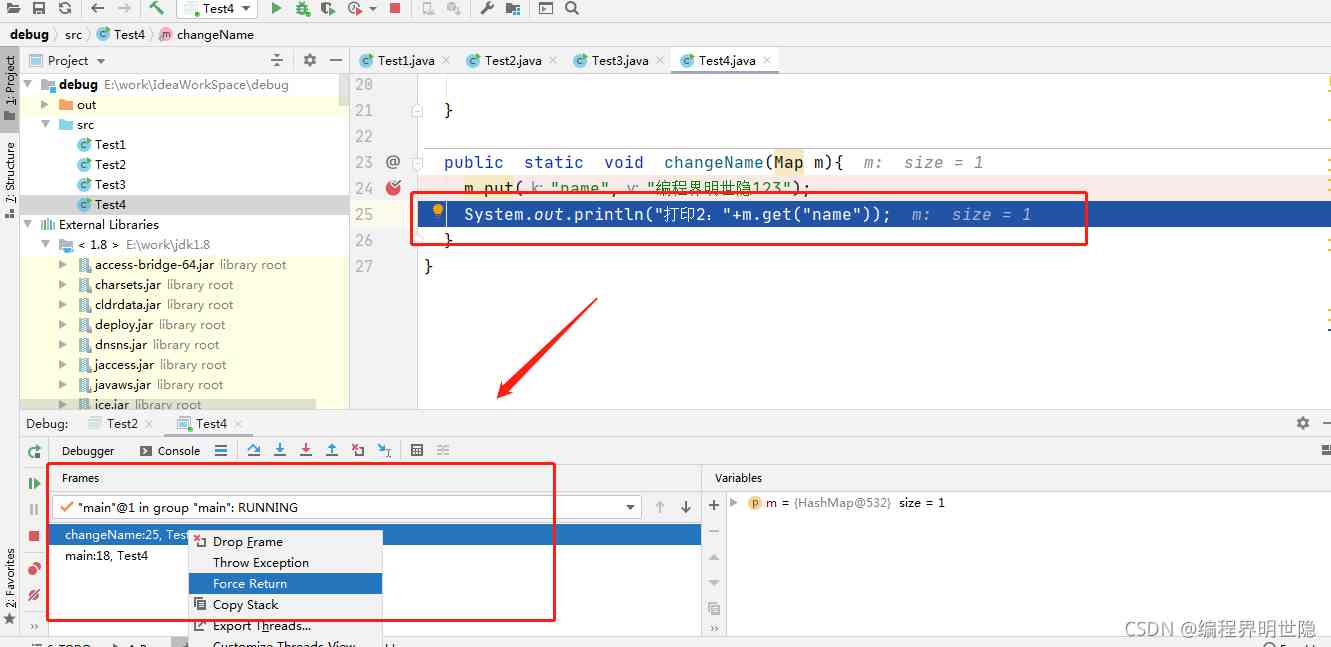 Test4
debug src Test4 changeName
1: Project
Project
Test1.java Test2.java Test3.java Test4.java
debug E:\work\IdeaWorkSpace\debug
out
src
Test1
Test2
Test3
Test4
External Libraries
< 1.8 > E:\work\jdk1.8
access-bridge-64.jar library root
charsets.jar library root
cldrdata.jar library root
deploy.jar library root
dnsns.jar library root
jaccess.jar library root
javaws.jar library root
jce.jar library root
7: Structure
20
21 }
22
23 @ public static void changeName(Map m){ m: size = 1
24 m.put( k: "name", v: "编程界明世隐123");
25 System.out.println("打印2: "+m.get("name")); m: size = 1
26 }
27 }
Debug: Test2 Test4
Debugger Console
Frames
"main"@1 in group "main": RUNNING
changeName:25, Test
main:18, Test4
Drop Frame
Throw Exception
Force Return
Copy Stack
Export Threads...
Customize Threads View
Variables
m = {HashMap@532} size = 1
2: Favorites
6: TODO
CSDN @编程界明世隐